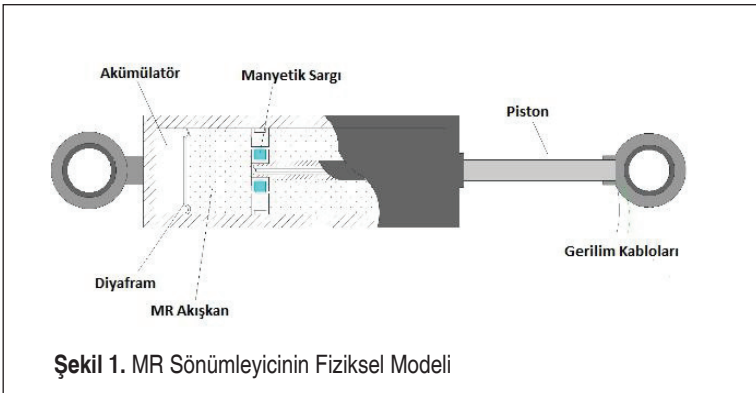 Akümülatör
Manyetik Sargı
Piston
Gerilim Kabloları
Diyafram
MR Akışkan
Şekil 1. MR Sönümleyicinin Fiziksel Modeli